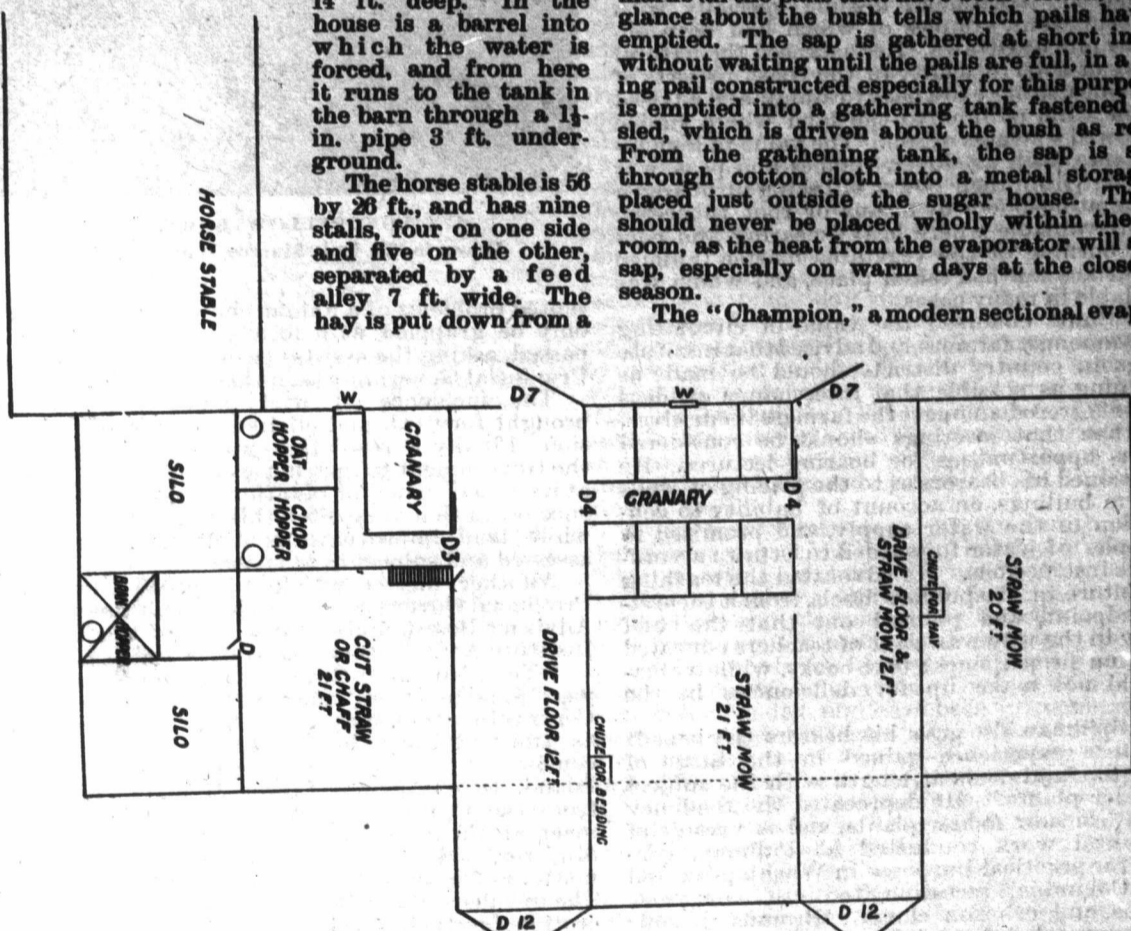 14 ft. deep. In the
house is a barrel into
which the water is
forced, and from here
it runs to the tank in
the barn through a 1½-
in. pipe 3 ft. under-
ground.
The horse stable is 56
by 26 ft., and has nine
stalls, four on one side
and five on the other,
separated by a feed
alley 7 ft. wide. The
hay is put down from a
glance about the bush tells which pails ha
emptied. The sap is gathered at short in
without waiting until the pails are full, in a
ing pail constructed especially for this purp
is emptied into a gathering tank fastened
sled, which is driven about the bush as r
From the gathening tank, the sap is s
through cotton cloth into a metal storag
placed just outside the sugar house. Th
should never be placed wholly within the
room, as the heat from the evaporator will
sap, especially on warm days at the close
season.
The "Champion," a modern sectional evap
HORSE STABLE
SILO
OAT CHOP
HOPPER HOPPER
W
GRANARY
D3
D7
W
D7
D4
GRANARY
D4
DRIVE FLOOR &
STRAW MOW 12.FT
CHUTE FOR HAY
STRAW MOW
20 FT.
HOPPER
D
SILO
CUT STRAW
OR CHAFF
21 FT
DRIVE FLOOR 12.FT.
CHUTE FOR BEDDING
STRAW MOW
21 FT.
D 12
D 12